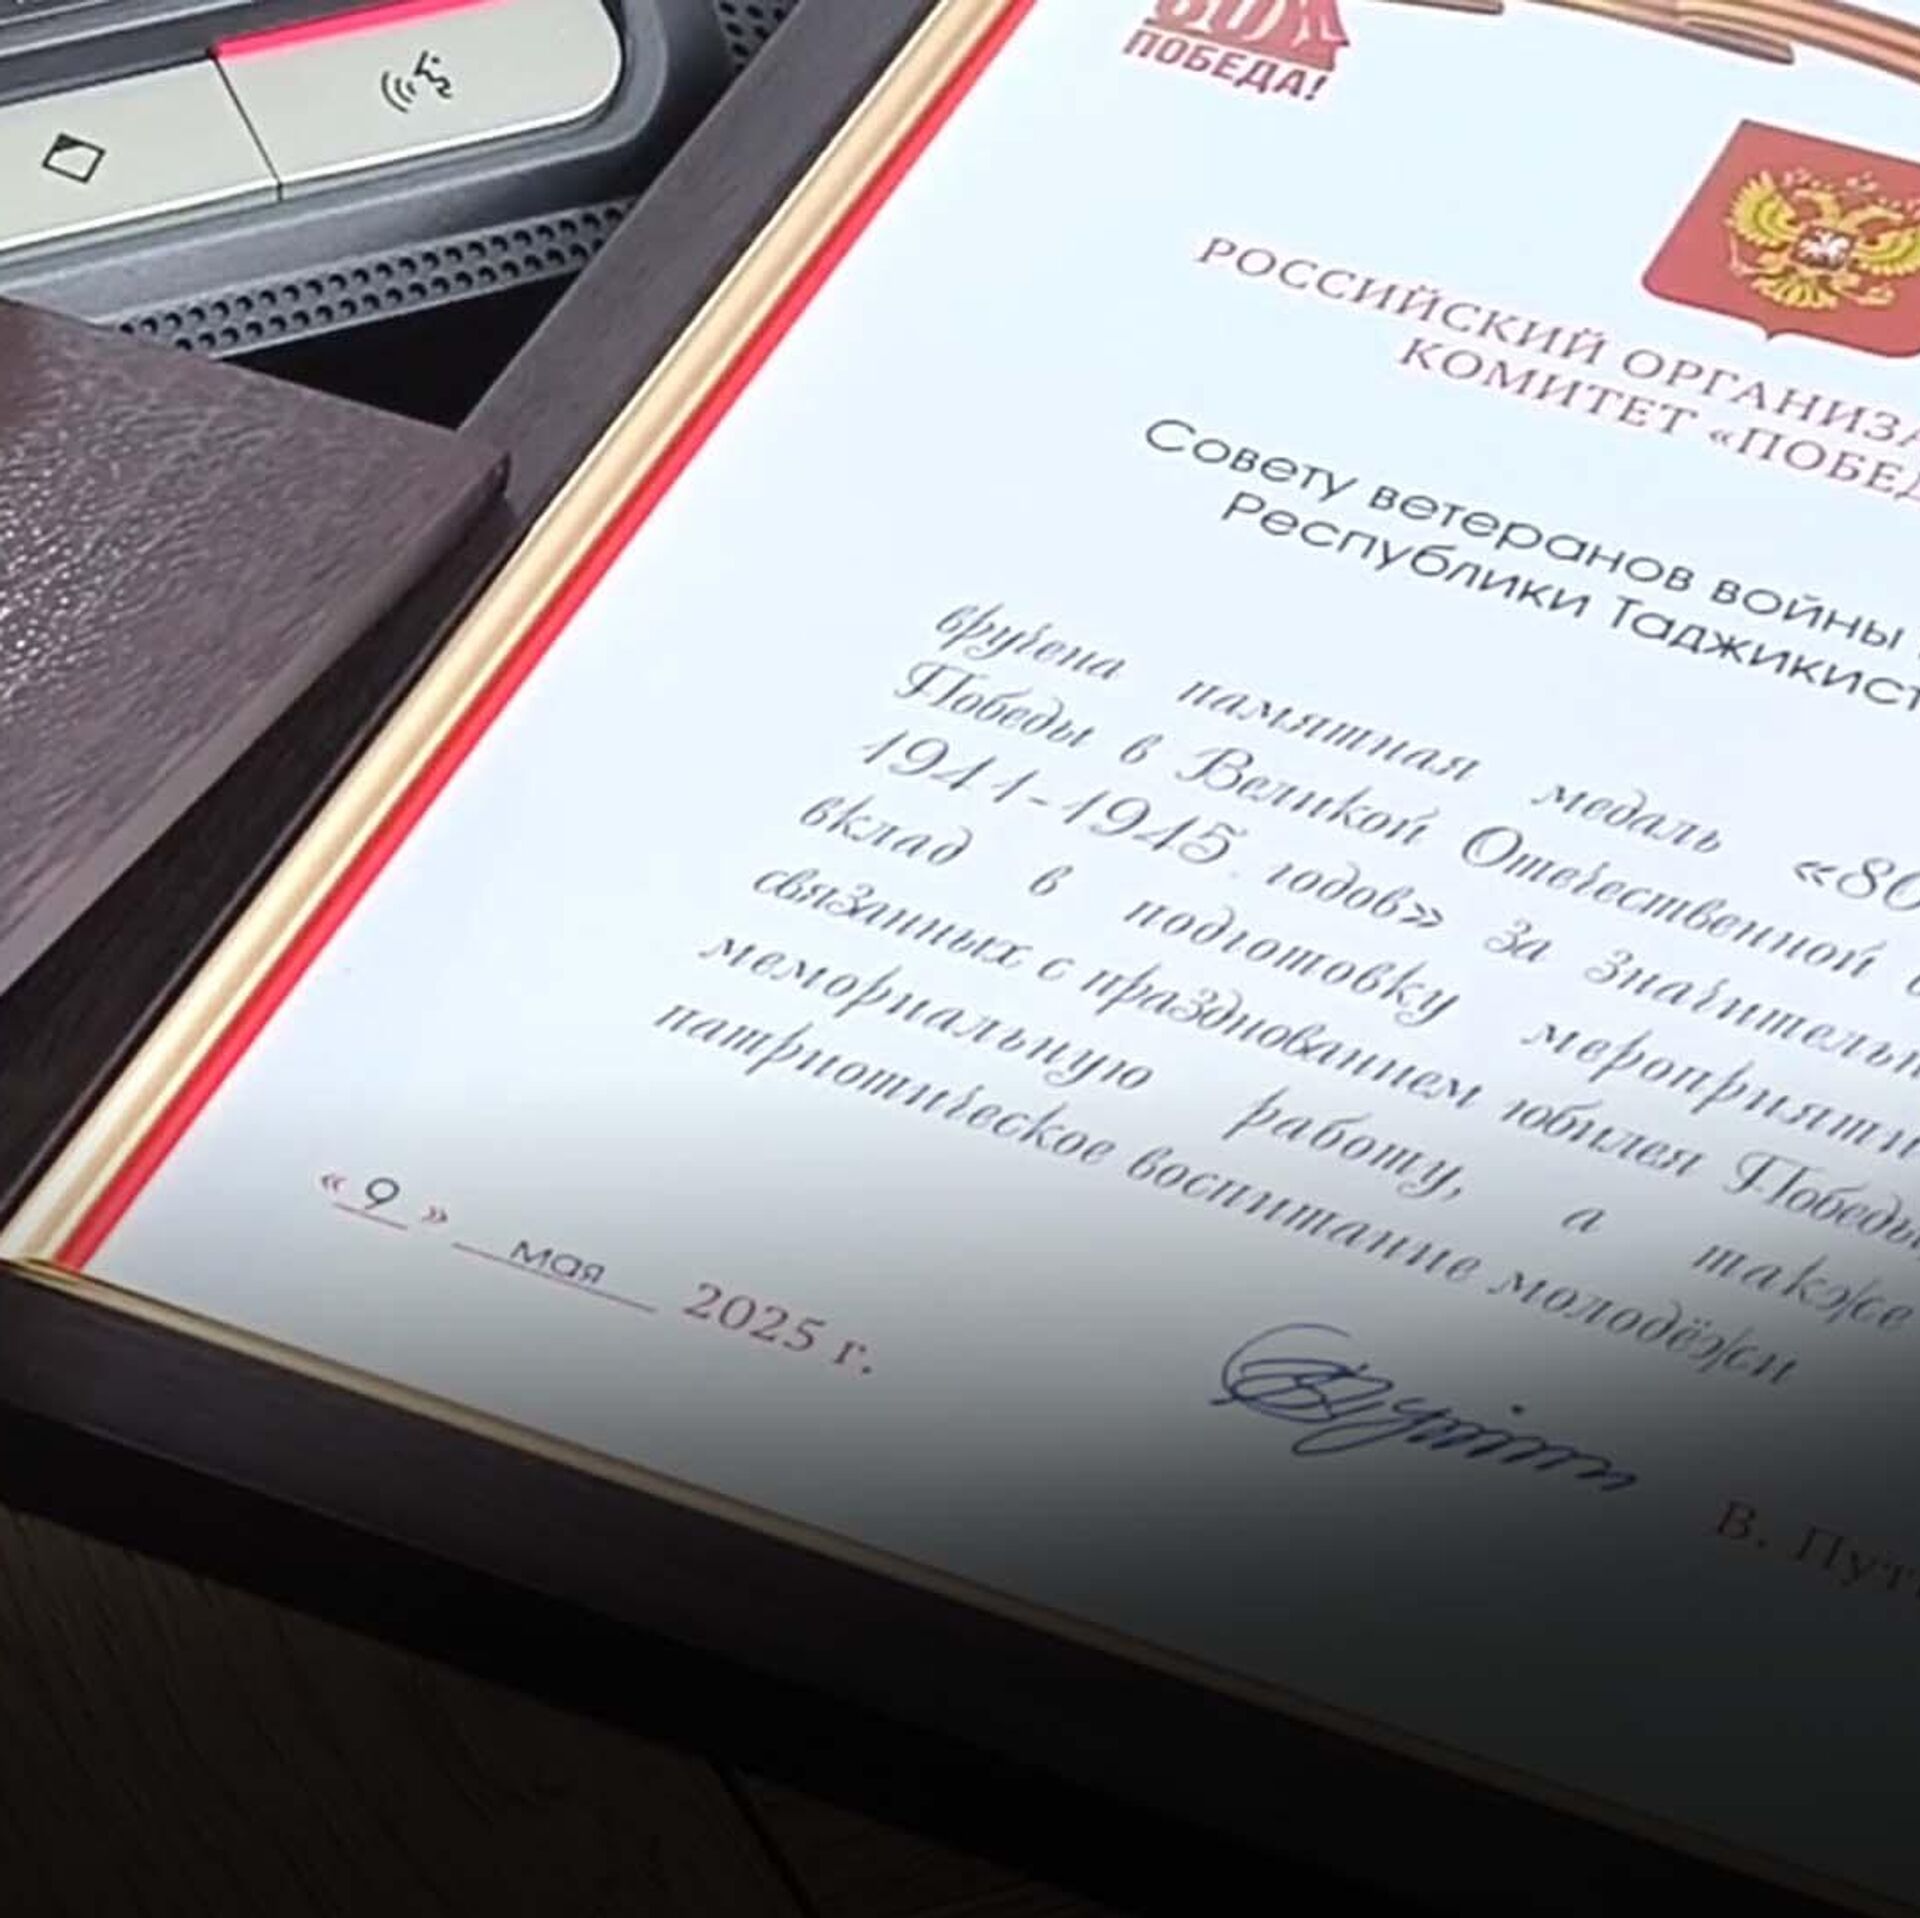 80
ПОБЕДА!
РОССИЙСКИЙ ОРГАНИЗА
КОМИТЕТ «ПОБЕД
Совету ветеранов войны
Республики Таджикист
вручена памятная медаль «80
Победы в Великой Отечественной
1941-1945 годов» за значительн
вклад в подготовку мероприяти
связанных с празднованием юбилея Победы
мемориальную работу, а также
патриотическое воспитание молодёжи
« 9 » мая 2025 г.
В. Пут